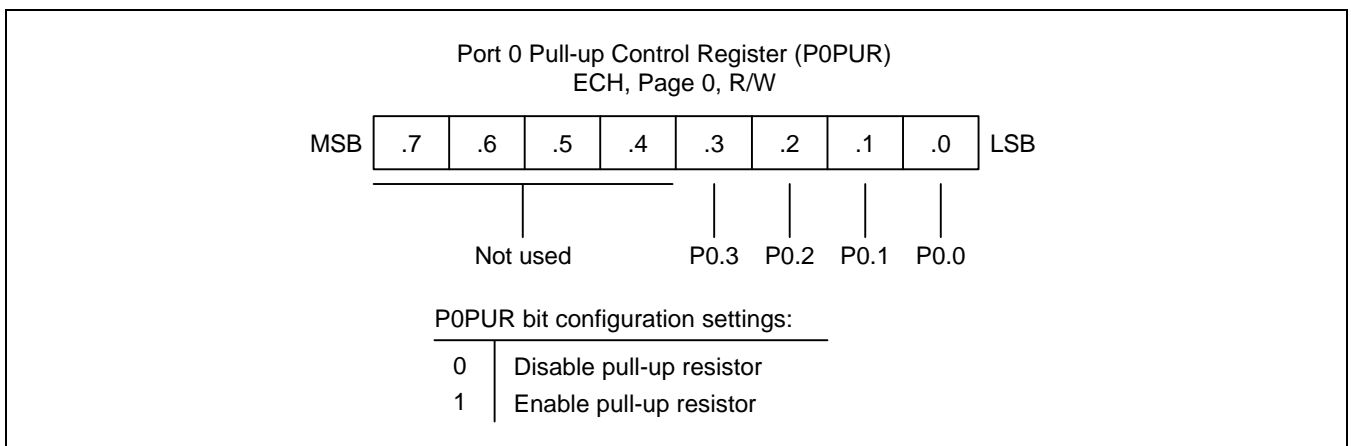 Port 0 Pull-up Control Register (P0PUR)
ECH, Page 0, R/W
MSB .7 .6 .5 .4 .3 .2 .1 .0 LSB
Not used P0.3 P0.2 P0.1 P0.0
P0PUR bit configuration settings:
0 Disable pull-up resistor
1 Enable pull-up resistor